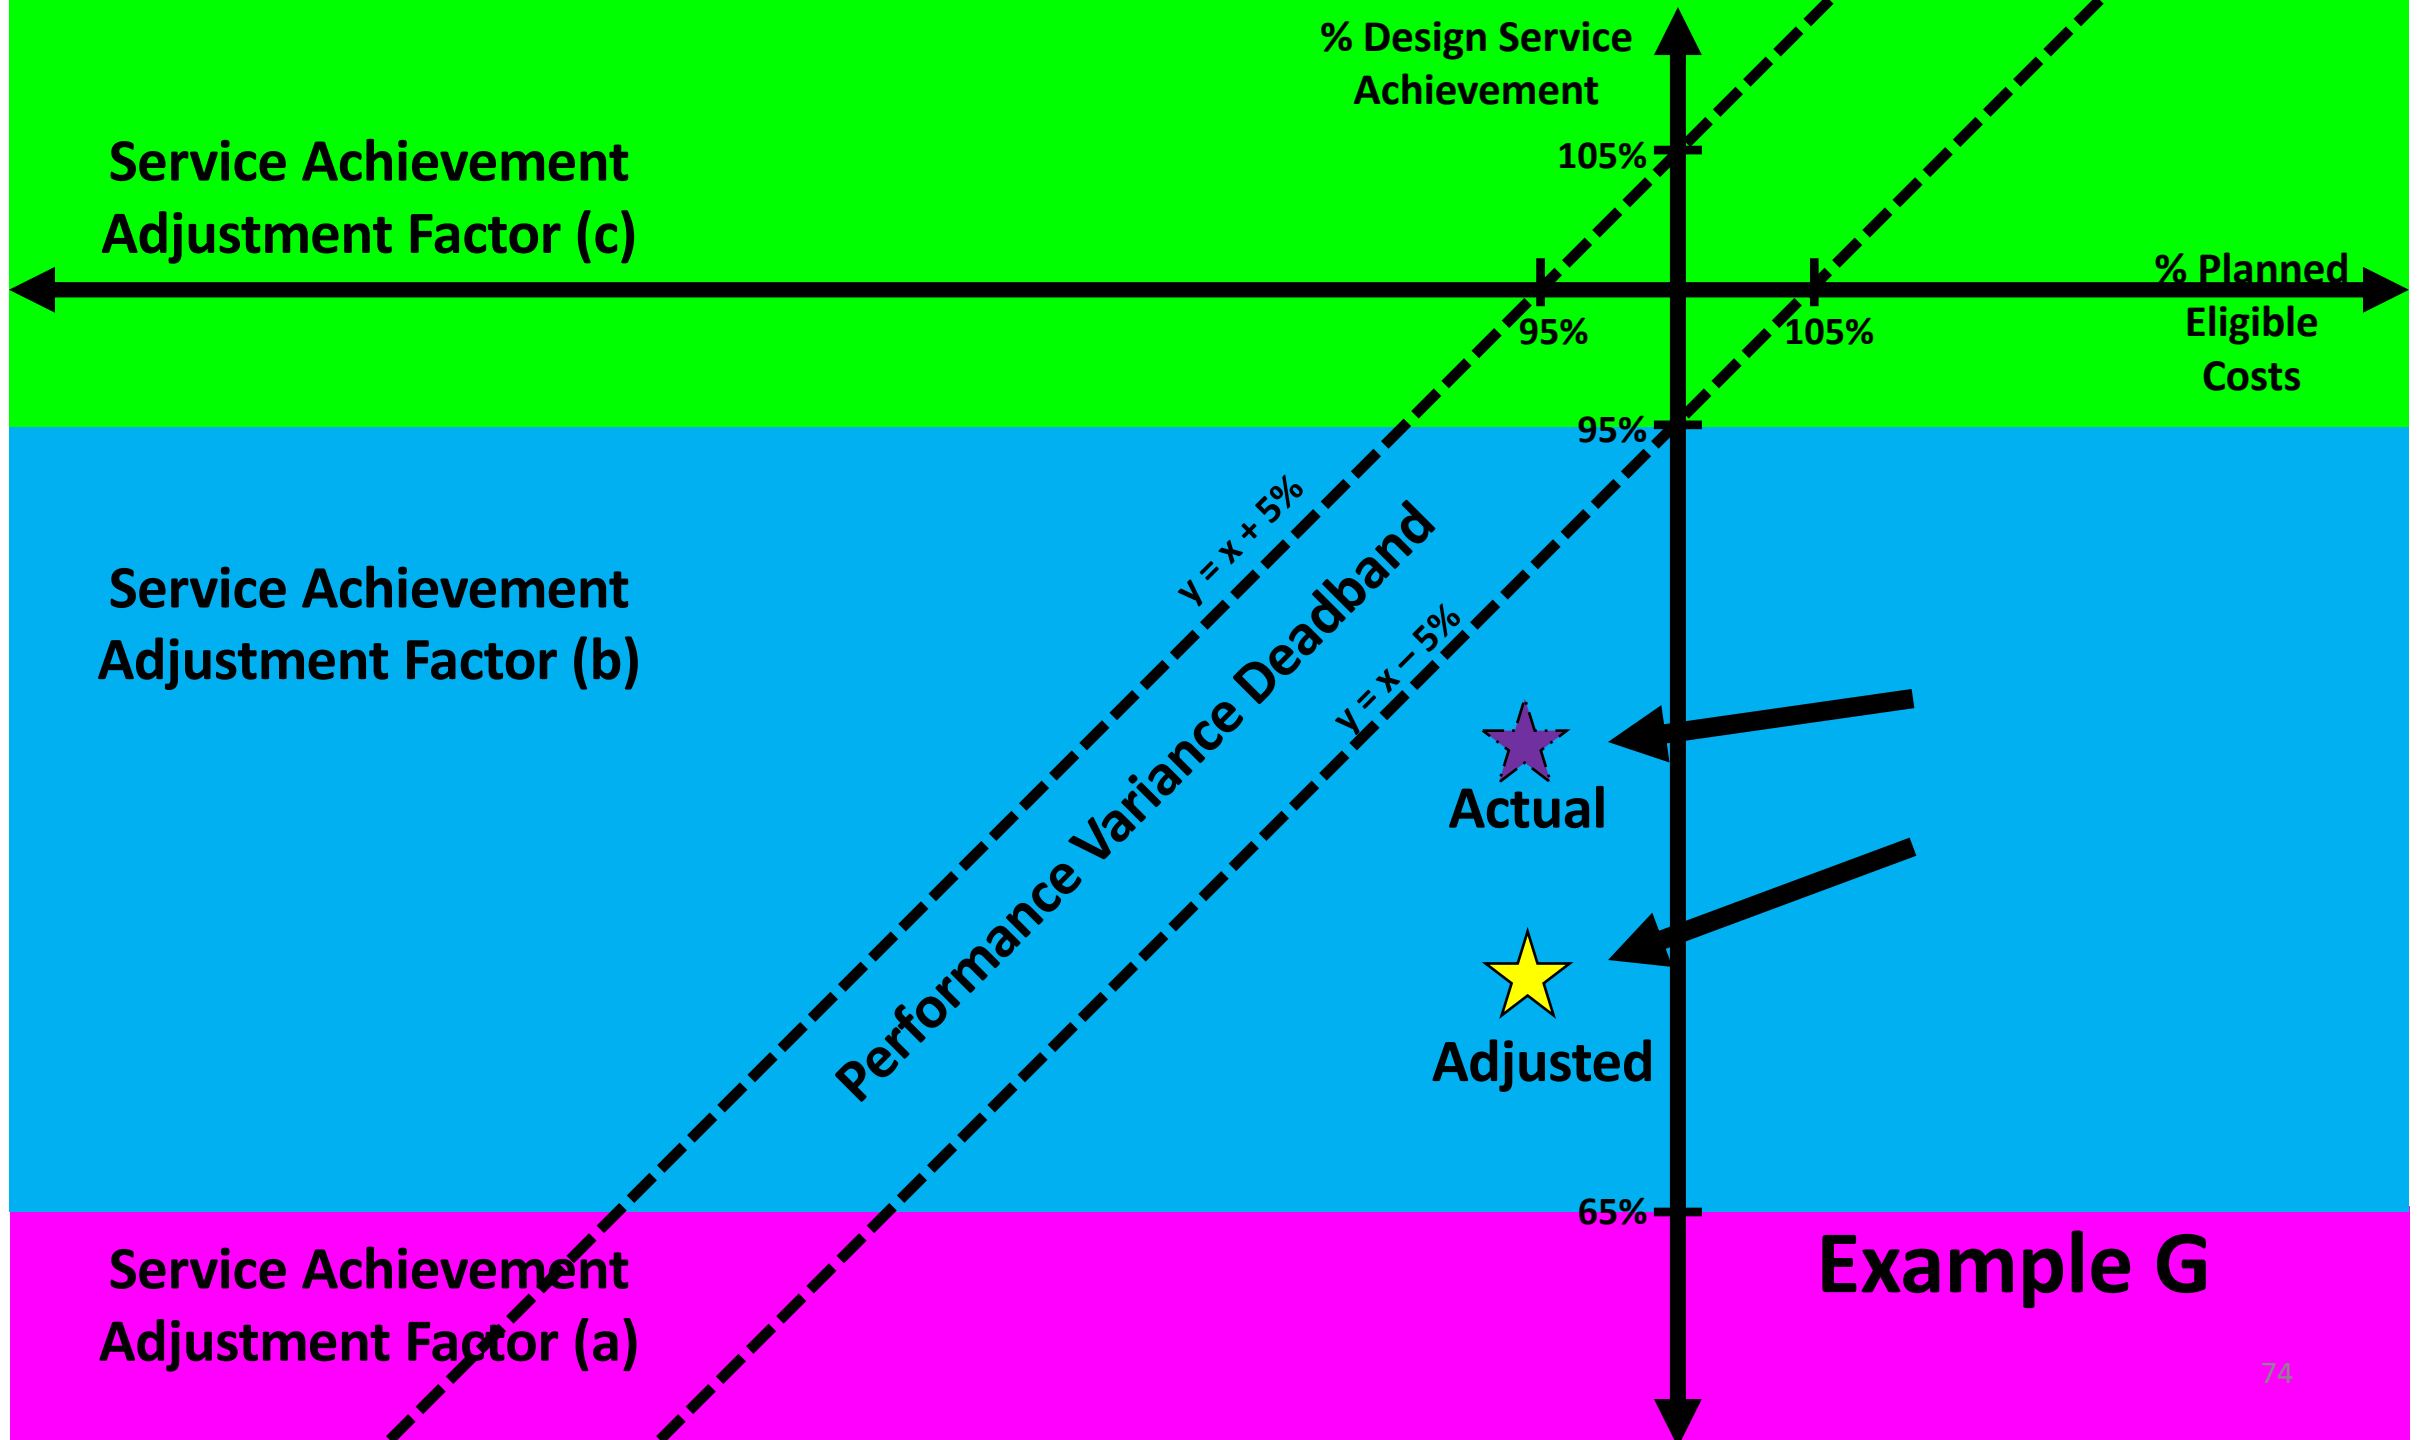 % Design Service
Achievement
105%
Service Achievement
Adjustment Factor (c)
% Planned
Eligible
Costs
95%
105%
95%
y = x + 5%
Performance Variance Deadband
y = x – 5%
Service Achievement
Adjustment Factor (b)
Actual
Adjusted
65%
Service Achievement
Adjustment Factor (a)
Example G
74